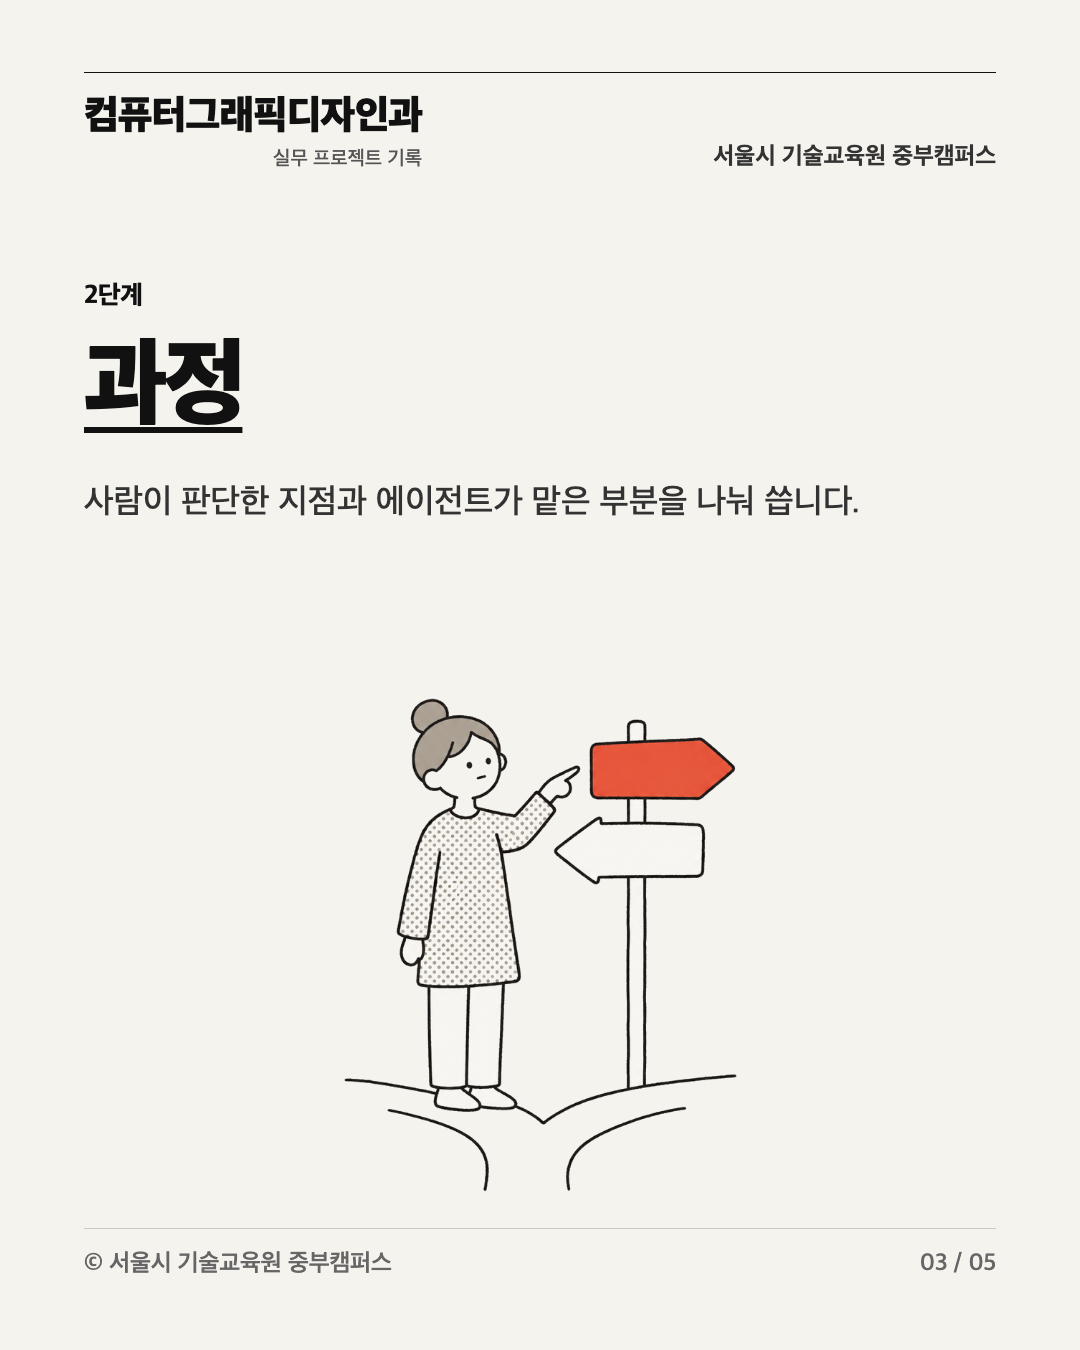 컴퓨터그래픽디자인과
실무 프로젝트 기록
서울시 기술교육원 중부캠퍼스
2단계
과정
사람이 판단한 지점과 에이전트가 맡은 부분을 나눠 씁니다.
© 서울시 기술교육원 중부캠퍼스
03 / 05